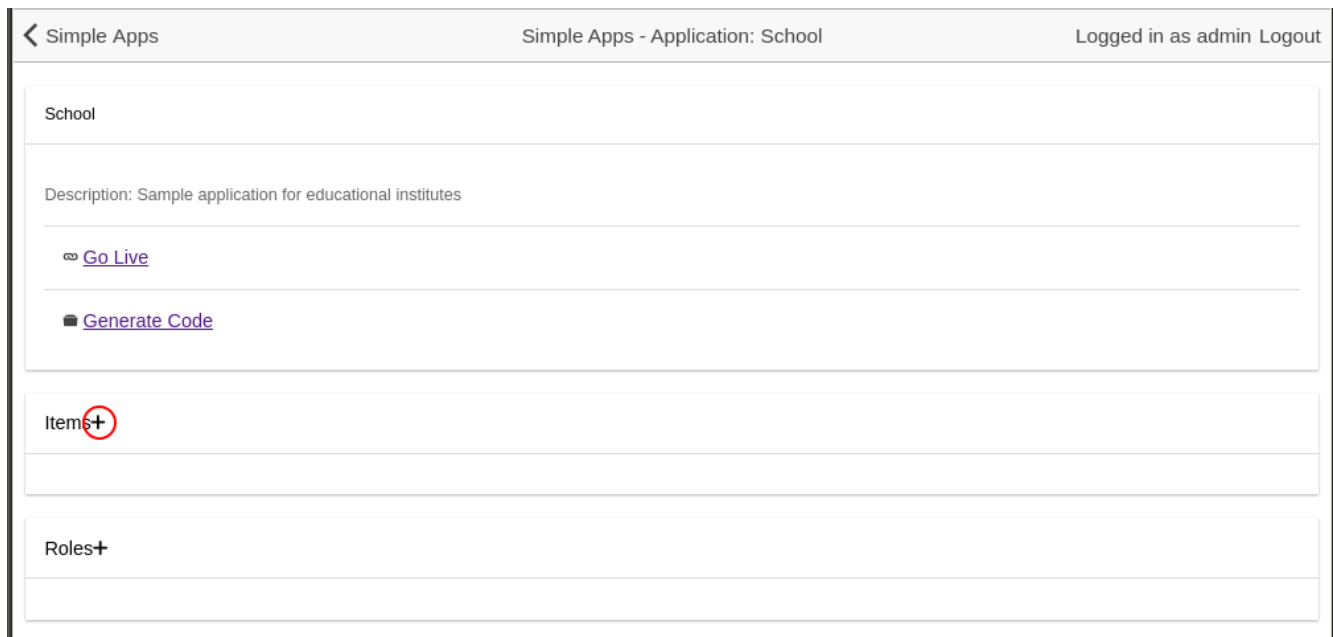 Simple Apps
Simple Apps - Application: School
Logged in as admin Logout
School
Description: Sample application for educational institutes
Go Live
Generate Code
Items+
Roles+